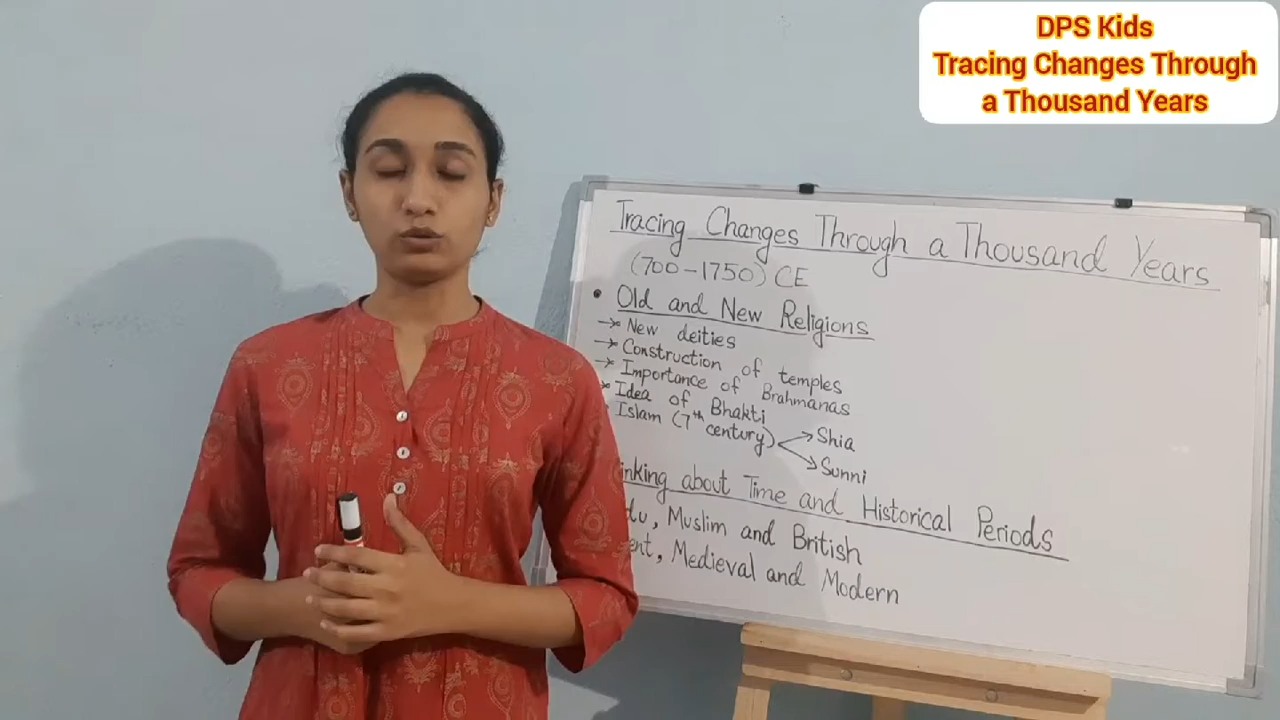 DPS Kids
Tracing Changes Through
a Thousand Years
Tracing Changes Through a Thousand Years
(700-1750) CE
• Old and New Religions
→ New deities
→ Construction of temples
→ Importance of Brahmanas
→ Idea of Bhakti
Islam (7th century) → Shia
→ Sunni
about Time and Historical Periods
, Muslim and British
, Medieval and Modern